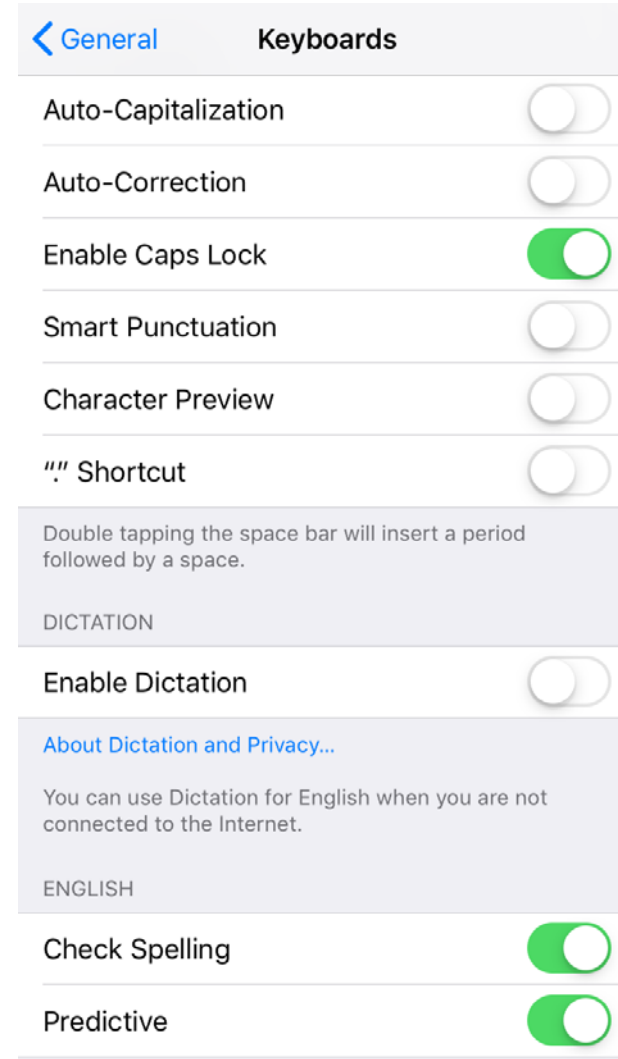 General
Keyboards
Auto-Capitalization
Auto-Correction
Enable Caps Lock
Smart Punctuation
Character Preview
“.” Shortcut
Double tapping the space bar will insert a period
followed by a space.
DICTATION
Enable Dictation
About Dictation and Privacy...
You can use Dictation for English when you are not
connected to the Internet.
ENGLISH
Check Spelling
Predictive